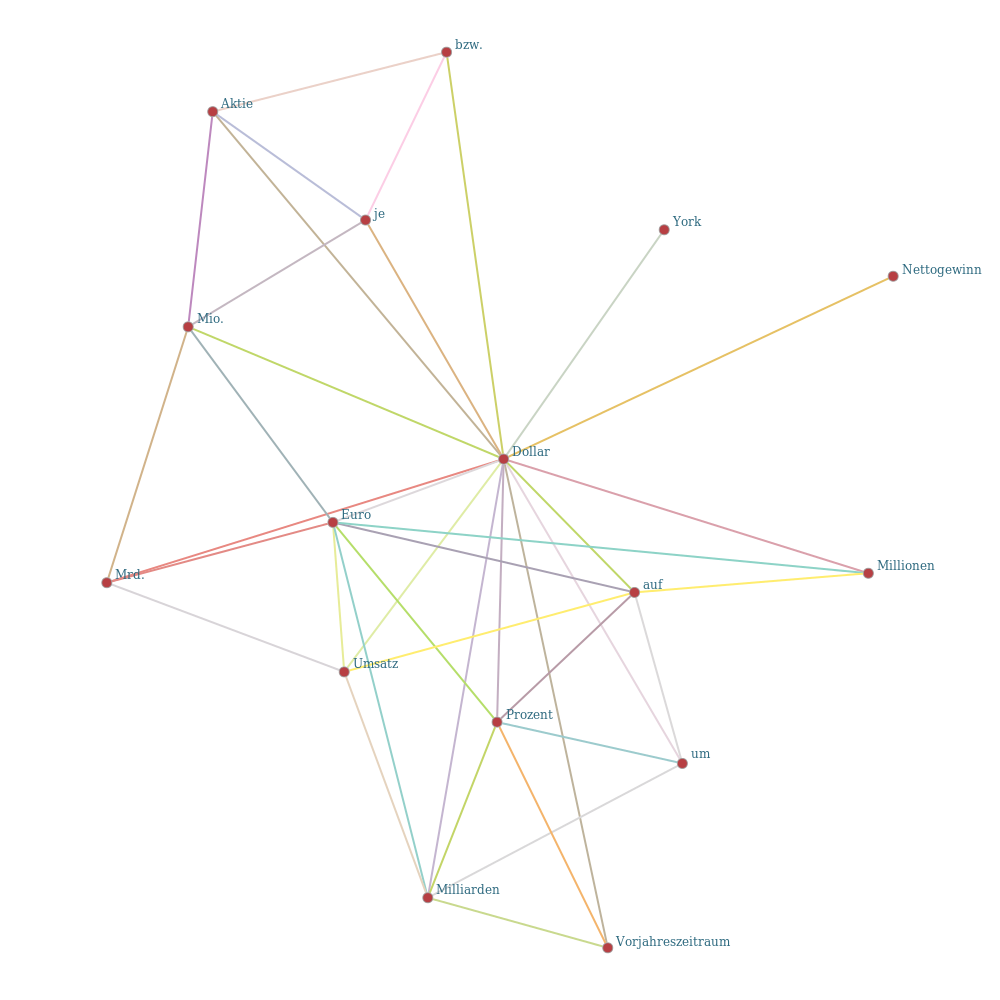 bzw.
Aktie
je
York
Nettogewinn
Mio.
Dollar
Euro
Millionen
Mrd.
auf
Umsatz
Prozent
um
Milliarden
Vorjahreszeitraum